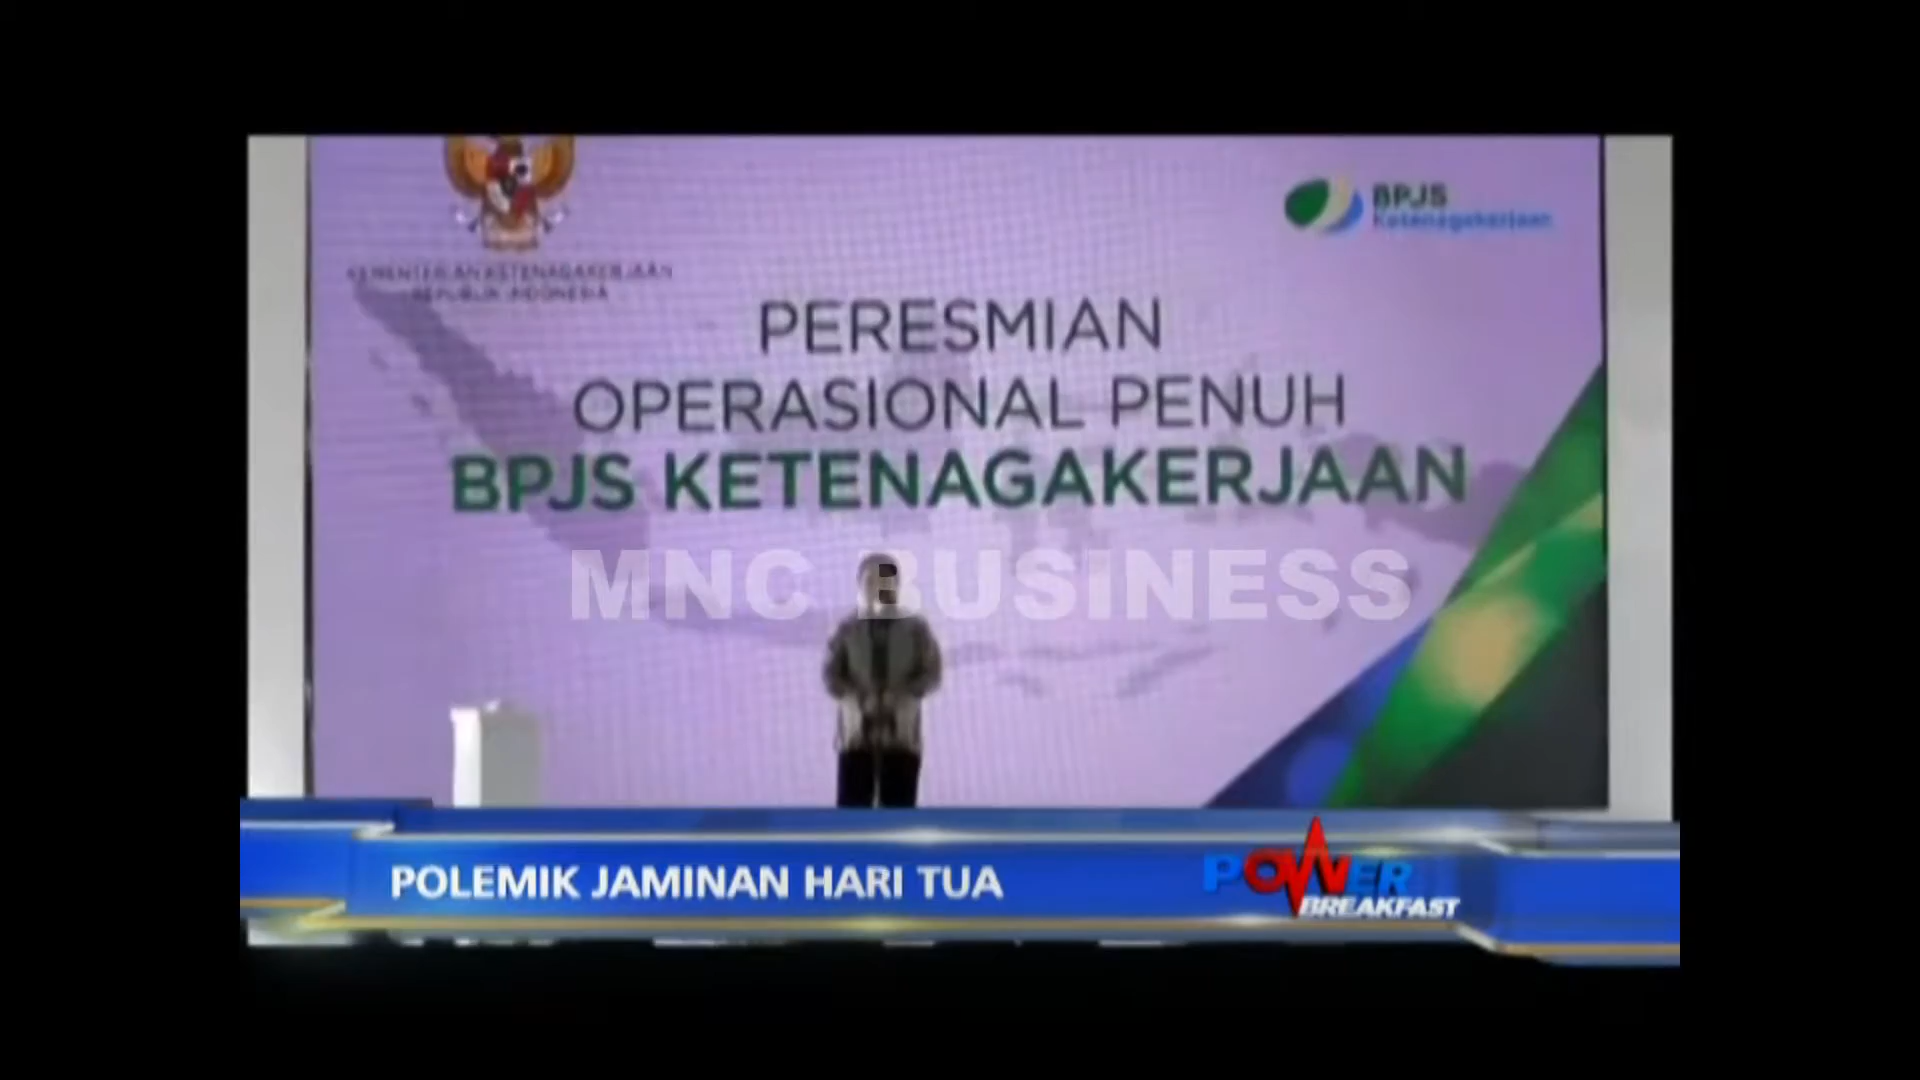 BPJS
Ketenagakerjaan
KEMENTERIAN KETENAGAKERJAAN
REPUBLIK INDONESIA
PERESMIAN
OPERASIONAL PENUH
BPJS KETENAGAKERJAAN
MNC BUSINESS
POLEMIK JAMINAN HARI TUA
POWER
BREAKFAST